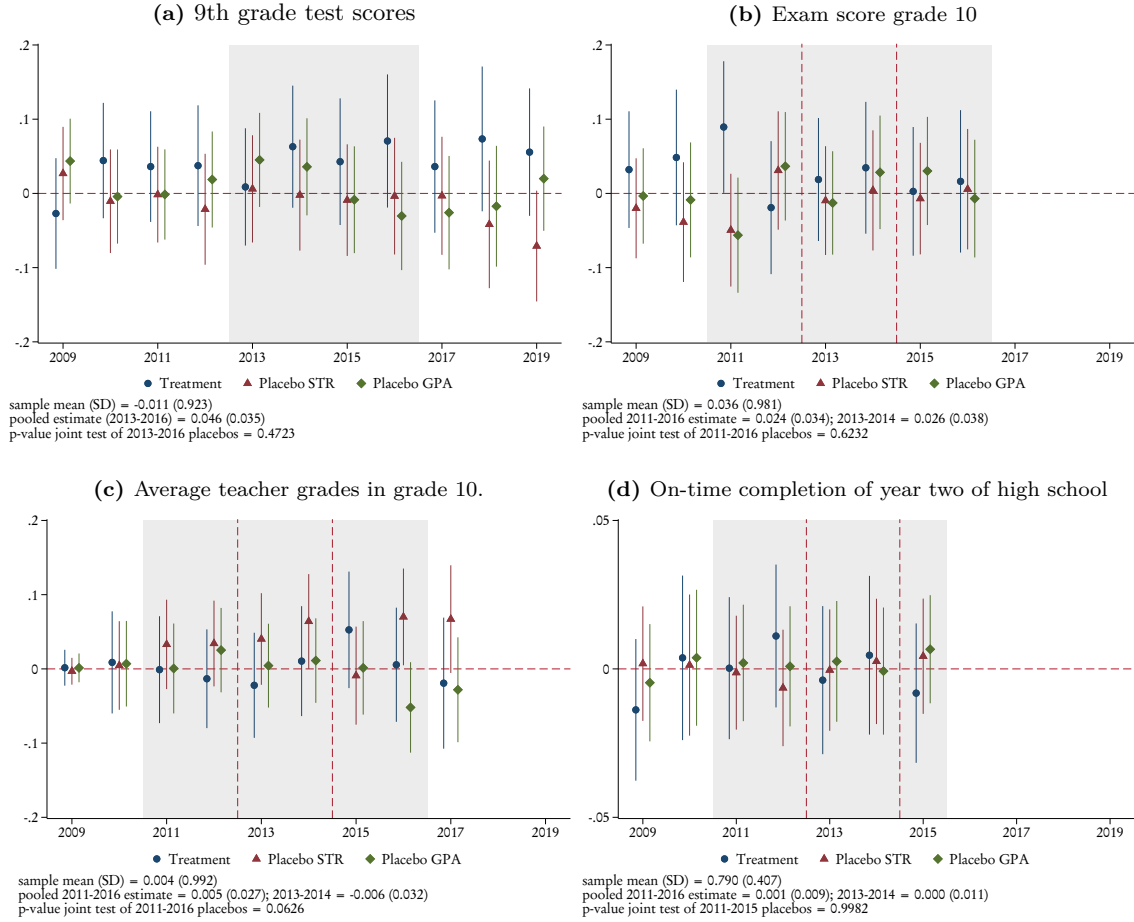 (a) 9th grade test scores
.2
.1
0
-.1
-.2
2009 2011 2013 2015 2017 2019
Treatment Placebo STR Placebo GPA
sample mean (SD) = -0.011 (0.923)
pooled estimate (2013-2016) = 0.046 (0.035)
p-value joint test of 2013-2016 placebos = 0.4723
(b) Exam score grade 10
.2
.1
0
-.1
-.2
2009 2011 2013 2015 2017 2019
Treatment Placebo STR Placebo GPA
sample mean (SD) = 0.036 (0.981)
pooled 2011-2016 estimate = 0.024 (0.034); 2013-2014 = 0.026 (0.038)
p-value joint test of 2011-2016 placebos = 0.6232
(c) Average teacher grades in grade 10.
.2
.1
0
-.1
-.2
2009 2011 2013 2015 2017 2019
Treatment Placebo STR Placebo GPA
sample mean (SD) = 0.004 (0.992)
pooled 2011-2016 estimate = 0.005 (0.027); 2013-2014 = -0.006 (0.032)
p-value joint test of 2011-2016 placebos = 0.0626
(d) On-time completion of year two of high school
.05
0
-.05
2009 2011 2013 2015 2017 2019
Treatment Placebo STR Placebo GPA
sample mean (SD) = 0.790 (0.407)
pooled 2011-2016 estimate = 0.001 (0.009); 2013-2014 = 0.000 (0.011)
p-value joint test of 2011-2015 placebos = 0.9982